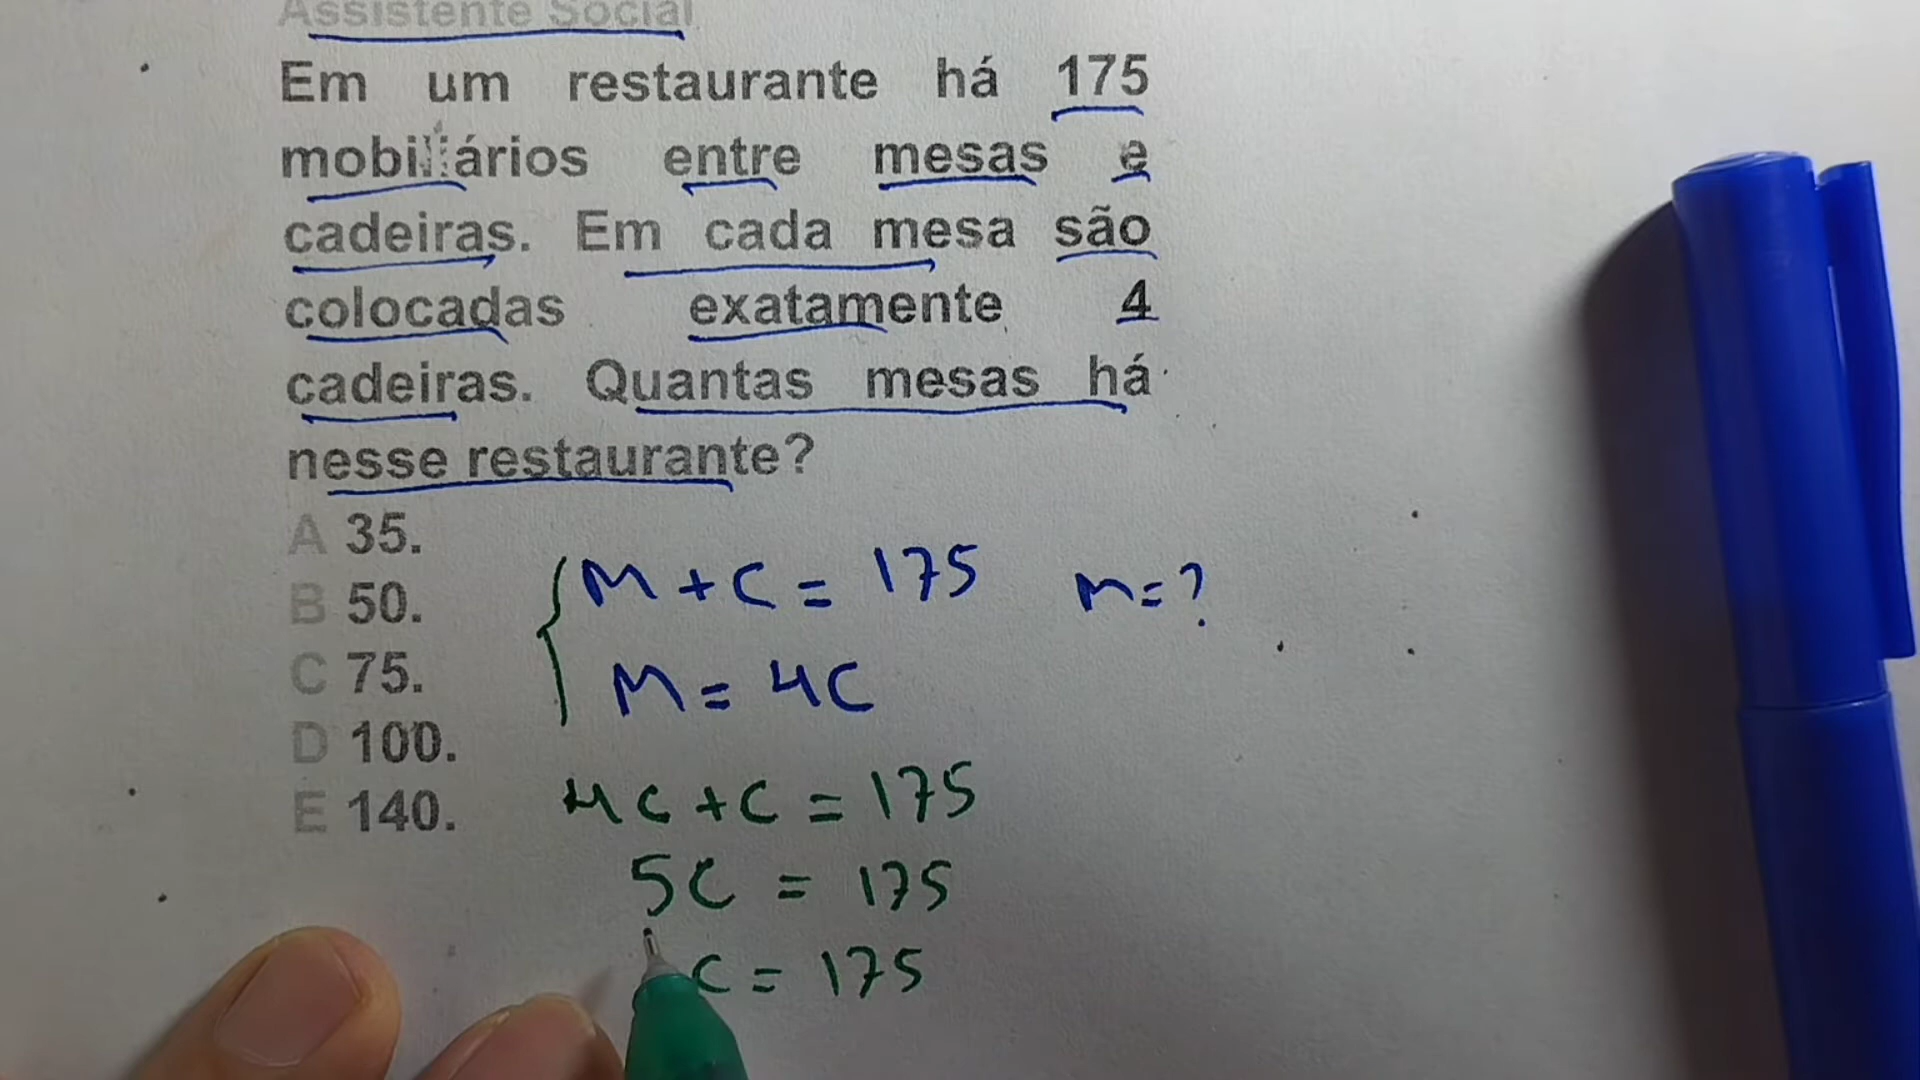 Assistente Social
Em um restaurante há 175
mobiliários entre mesas e
cadeiras. Em cada mesa são
colocadas exatamente 4
cadeiras. Quantas mesas há
nesse restaurante?
A 35.
B 50.
C 75.
D 100.
E 140.
M + C = 175 M = ?
M = 4C
4C + C = 175
5C = 175
C = 175